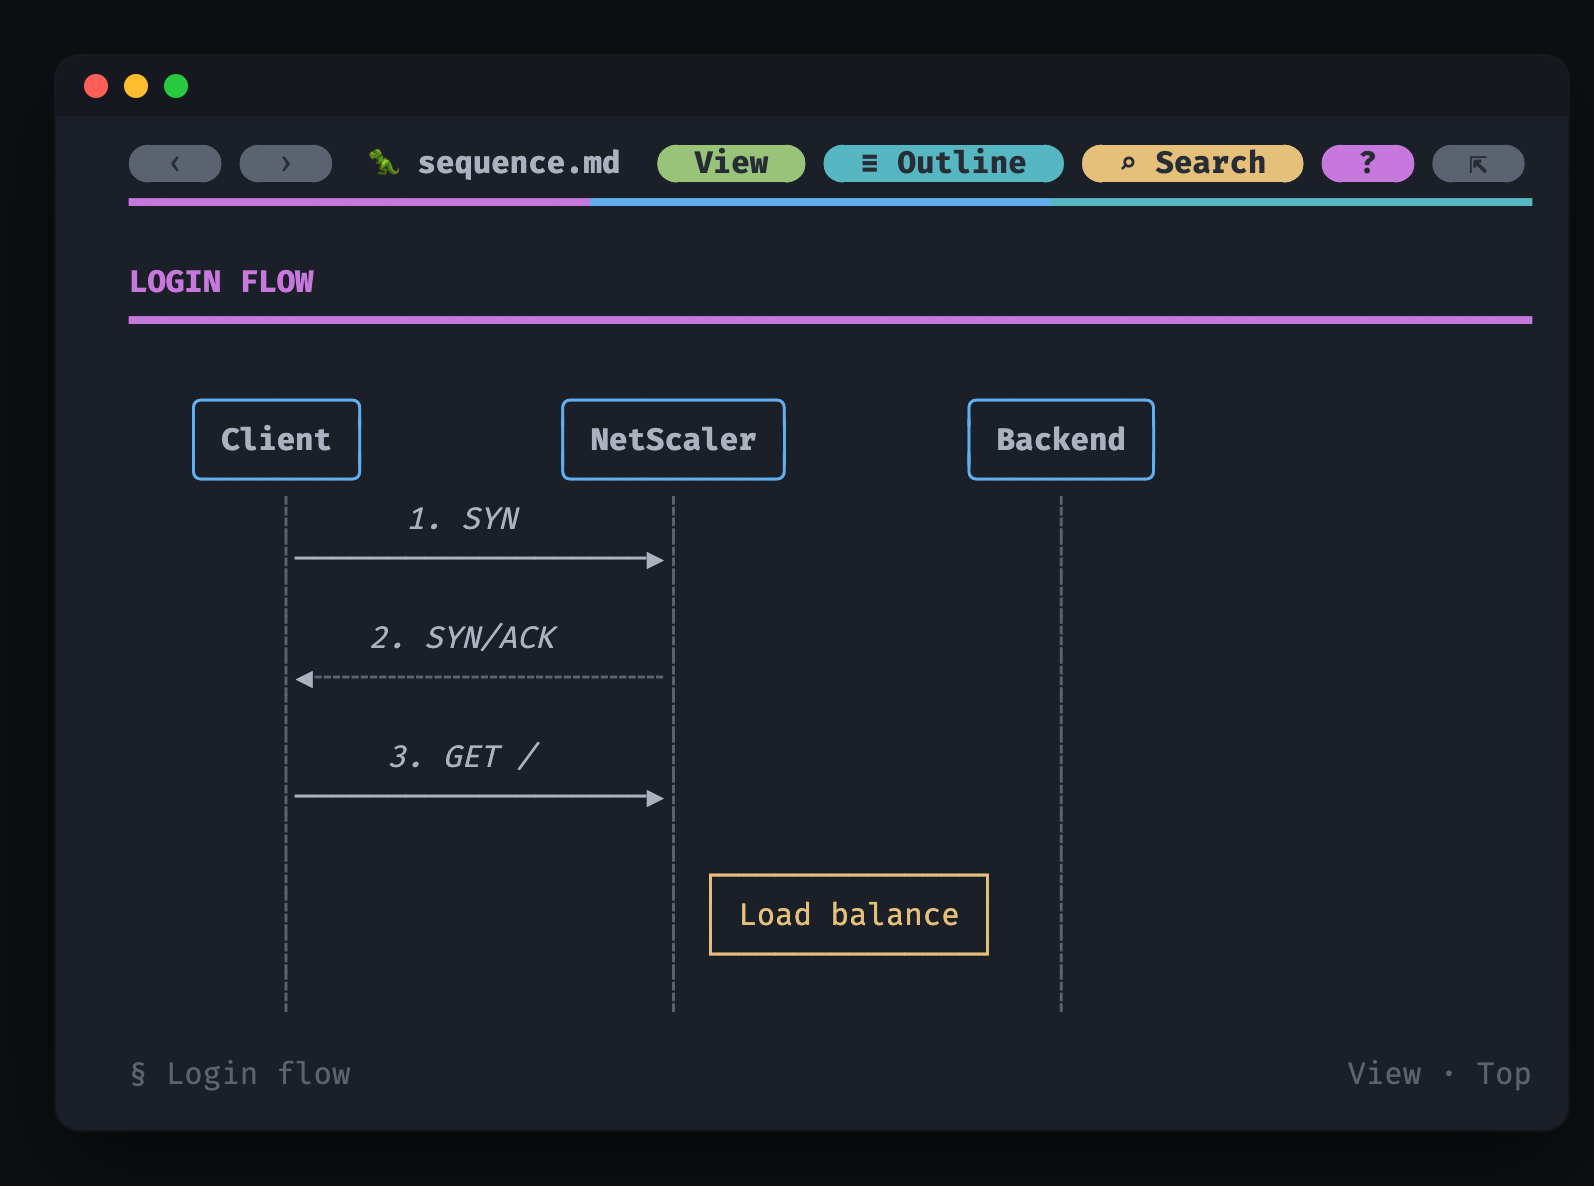 ‹ › 🦖 sequence.md View ≡ Outline ⌕ Search ? ⇱
LOGIN FLOW
Client NetScaler Backend
1. SYN
2. SYN/ACK
3. GET /
Load balance
§ Login flow View · Top